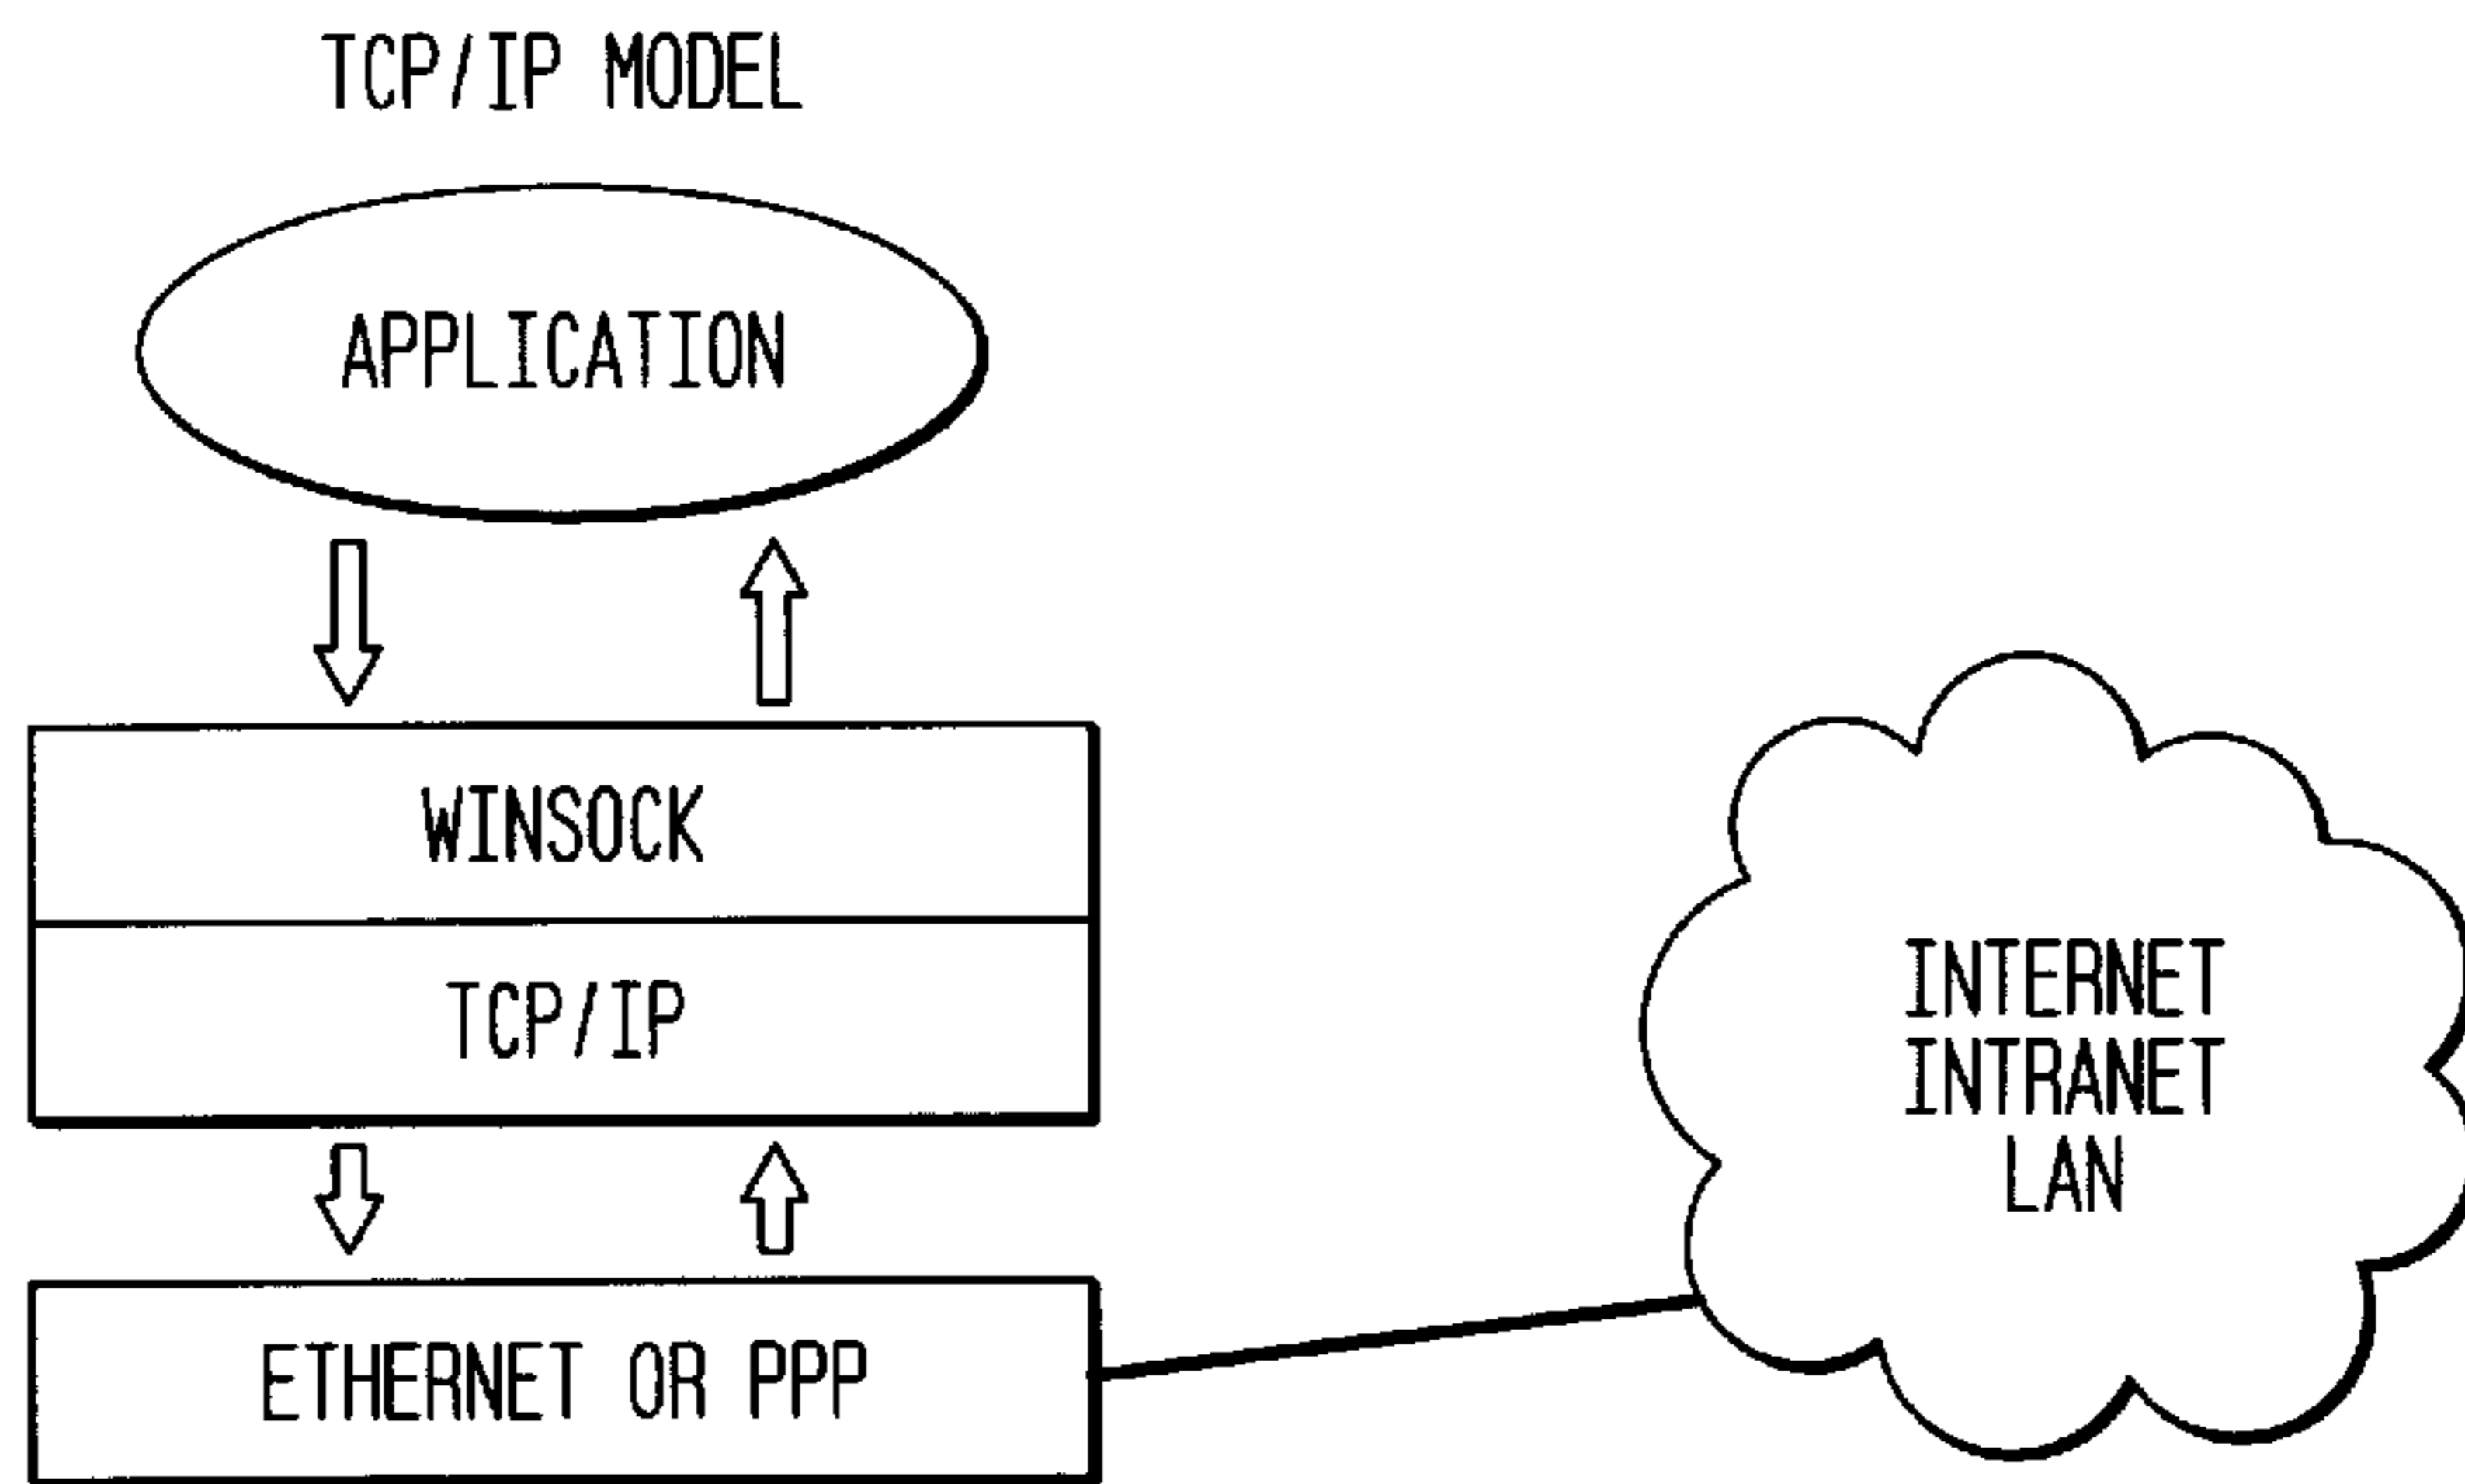 TCP/IP MODEL
APPLICATION
WINSOCK
TCP/IP
ETHERNET OR PPP
INTERNET
INTRANET
LAN